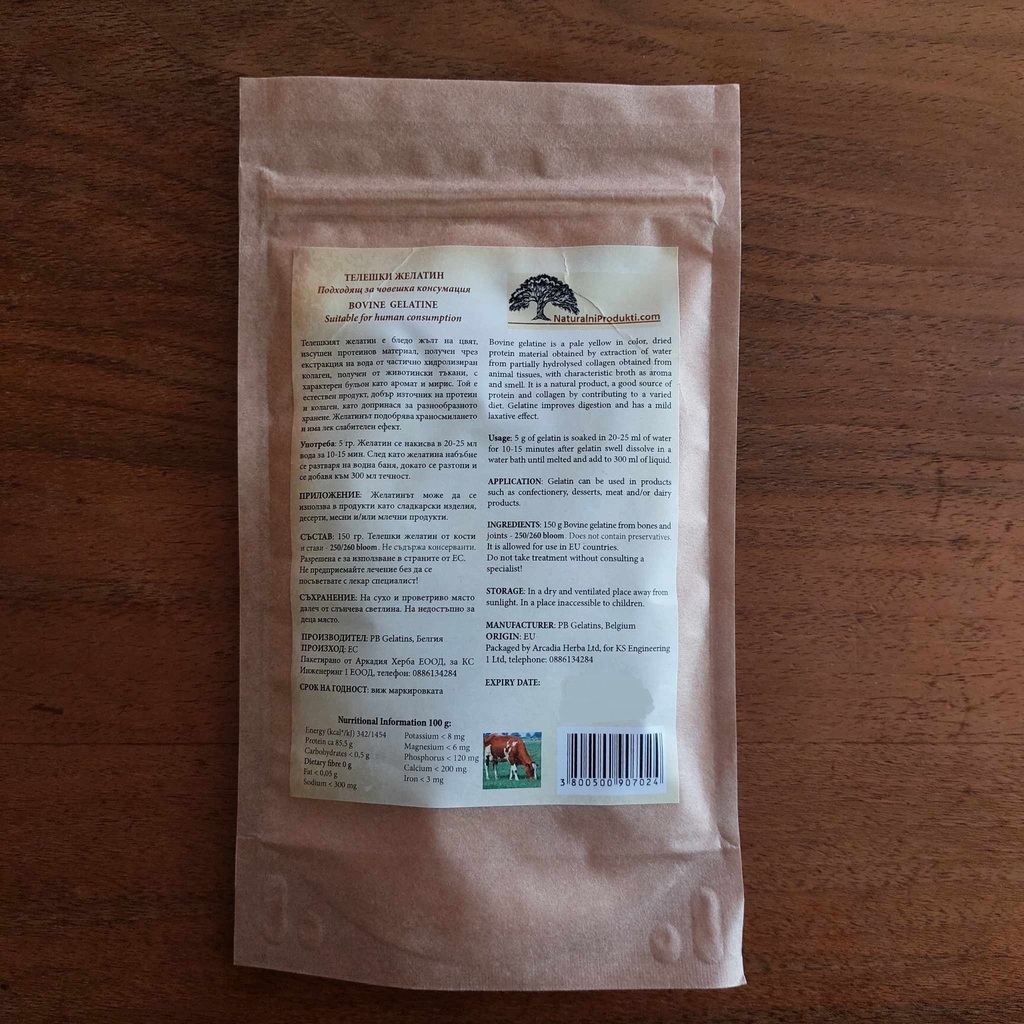 ТЕЛЕШКИ ЖЕЛАТИН
Подходящ за човешка консумация
BOVINE GELATINE
Suitable for human consumption
NaturalniProdukti.com
Телешкият желатин е бледо жълт на цвят,
изсушен протеинов материал, получен чрез
екстракция на вода от частично хидролизиран
колаген, получен от животински тъкани, с
характерен бульон като аромат и мирис. Той е
естествен продукт, добър източник на протеин
и колаген, като допринася за разнообразното
хранене. Желатинът подобрява храносмилането
и има лек слабителен ефект.
Употреба: 5 гр. Желатин се накисва в 20-25 мл
вода за 10-15 мин. След като желатина набъбне
се разтваря на водна баня, докато се разтопи и
се добавя към 300 мл течност.
ПРИЛОЖЕНИЕ: Желатинът може да се
използва в продукти като сладкарски изделия,
десерти, месни и/или млечни продукти.
СЪСТАВ: 150 гр. Телешки желатин от кости
и стави - 250/260 bloom. Не съдържа консерванти.
Разрешена е за използване в страните от ЕС.
Не предприемайте лечение без да се
посъветвате с лекар специалист!
СЪХРАНЕНИЕ: На сухо и проветриво място
далеч от слънчева светлина. На недостъпно за
деца място.
ПРОИЗВОДИТЕЛ: PB Gelatins, Белгия
ПРОИЗХОД: ЕС
Пакетирано от Аркадия Херба ЕООД, за КС
Инженеринг 1 ЕООД, телефон: 0886134284
СРОК НА ГОДНОСТ: виж маркировката
Bovine gelatine is a pale yellow in color, dried
protein material obtained by extraction of water
from partially hydrolysed collagen obtained from
animal tissues, with characteristic broth as aroma
and smell. It is a natural product, a good source of
protein and collagen by contributing to a varied
diet. Gelatine improves digestion and has a mild
laxative effect.
Usage: 5 g of gelatin is soaked in 20-25 ml of water
for 10-15 minutes after gelatin swell dissolve in a
water bath until melted and add to 300 ml of liquid.
APPLICATION: Gelatin can be used in products
such as confectionery, desserts, meat and/or dairy
products.
INGREDIENTS: 150 g Bovine gelatine from bones and
joints - 250/260 bloom. Does not contain preservatives.
It is allowed for use in EU countries.
Do not take treatment without consulting a
specialist!
STORAGE: In a dry and ventilated place away from
sunlight. In a place inaccessible to children.
MANUFACTURER: PB Gelatins, Belgium
ORIGIN: EU
Packaged by Arcadia Herba Ltd, for KS Engineering
1 Ltd, telephone: 0886134284
EXPIRY DATE:
Nurritional Information 100 g:
Energy (kcal*/kJ) 342/1454
Protein ca 85,5 g
Carbohydrates < 0,5 g
Dietary fibre 0 g
Fat < 0,05 g
Sodium < 300 mg
Potassium < 8 mg
Magnesium < 6 mg
Phosphorus < 120 mg
Calcium < 200 mg
Iron < 3 mg
3 800500 907024